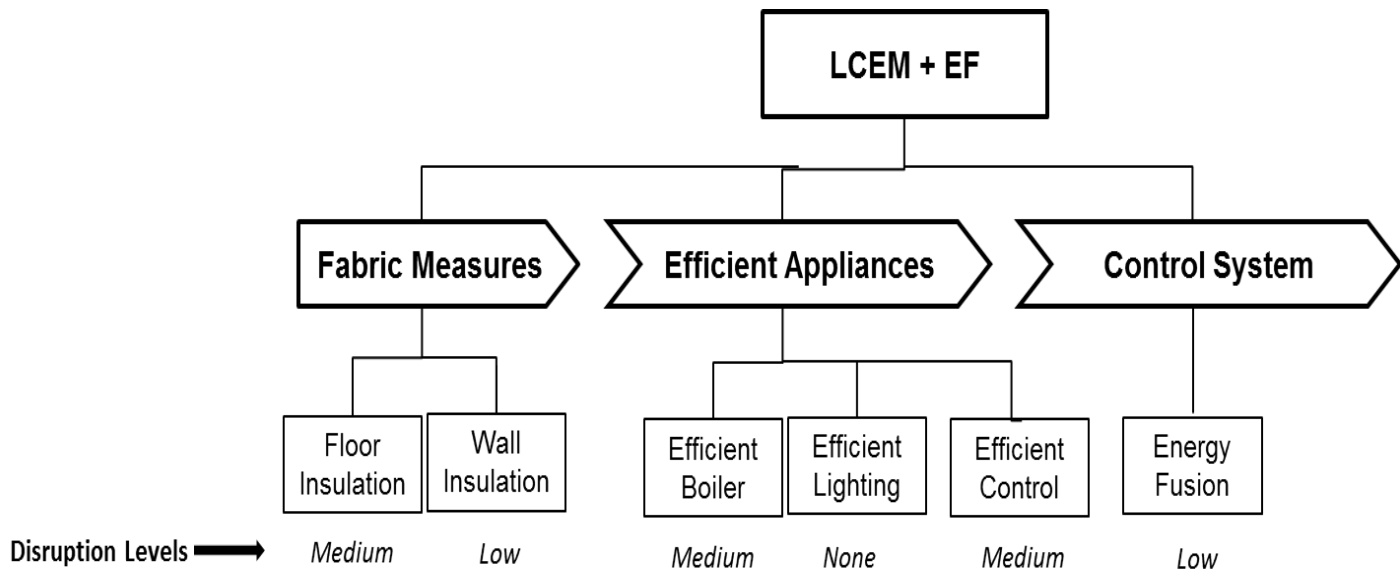 LCEM + EF
Fabric Measures
Efficient Appliances
Control System
Floor
Insulation
Wall
Insulation
Efficient
Boiler
Efficient
Lighting
Efficient
Control
Energy
Fusion
Disruption Levels
Medium
Low
Medium
None
Medium
Low